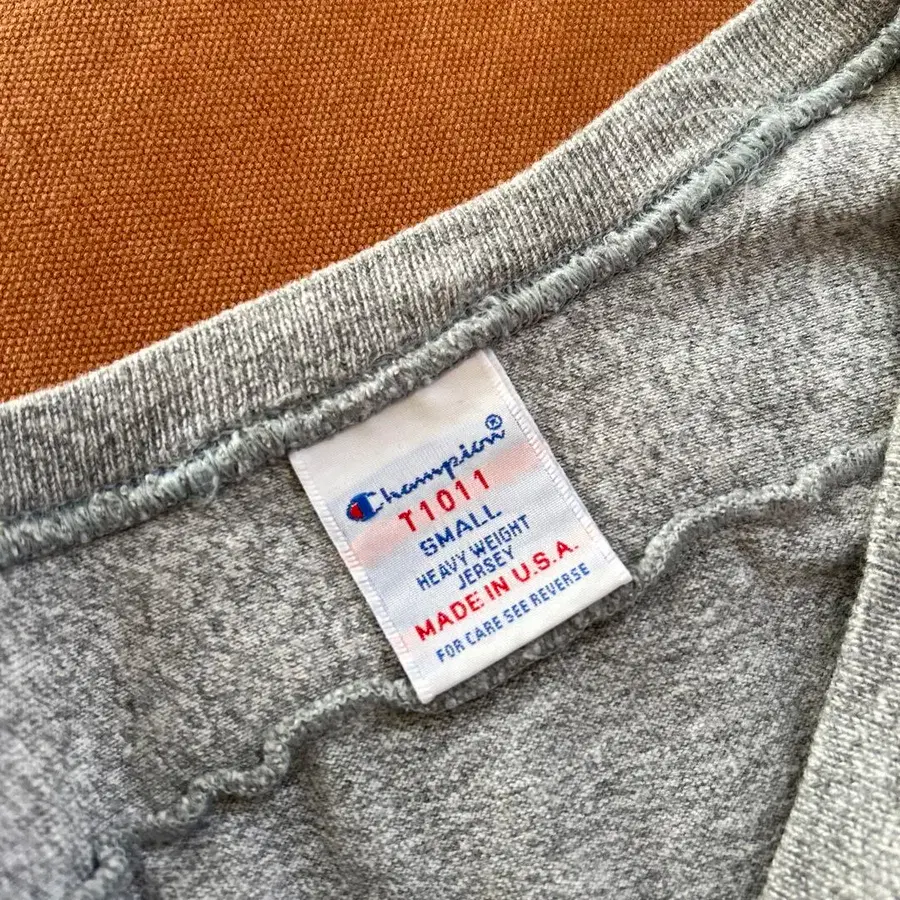 Champion®
T1011
SMALL
HEAVY WEIGHT
JERSEY
MADE IN U.S.A.
FOR CARE SEE REVERSE